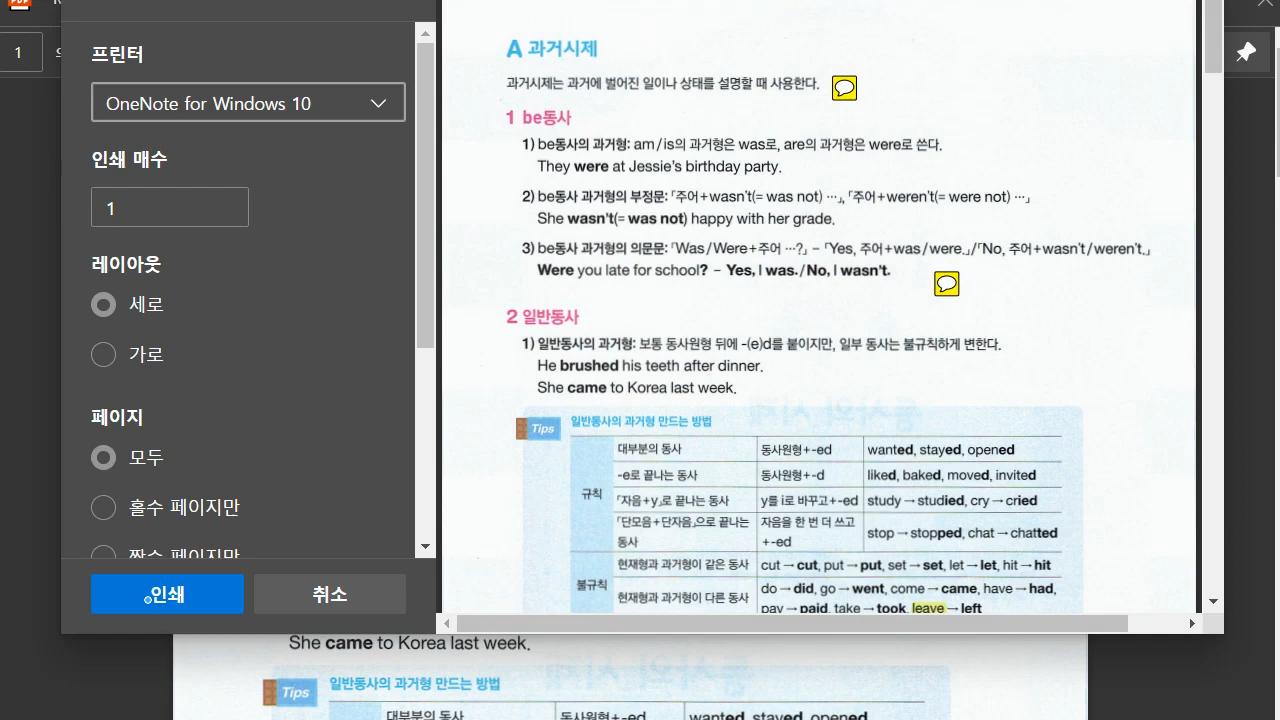 1
프린터
OneNote for Windows 10
인쇄 매수
1
레이아웃
세로
가로
페이지
모두
홀수 페이지만
짝수 페이지만
인쇄
취소
A 과거시제
과거시제는 과거에 벌어진 일이나 상태를 설명할 때 사용한다.
1 be동사
1) be동사의 과거형: am/is의 과거형은 was로, are의 과거형은 were로 쓴다.
They were at Jessie's birthday party.
2) be동사 과거형의 부정문: 「주어+wasn't(= was not) ···」, 「주어+weren't(= were not) ···」
She wasn't(= was not) happy with her grade.
3) be동사 과거형의 의문문: 「Was/Were+주어 ···?」 – 「Yes, 주어+was/were.」/「No, 주어+wasn't/weren't.」
Were you late for school? – Yes, I was./No, I wasn't.
2 일반동사
1) 일반동사의 과거형: 보통 동사원형 뒤에 -(e)d를 붙이지만, 일부 동사는 불규칙하게 변한다.
He brushed his teeth after dinner.
She came to Korea last week.
Tips 일반동사의 과거형 만드는 방법
규칙
대부분의 동사 동사원형+-ed wanted, stayed, opened
-e로 끝나는 동사 동사원형+-d liked, baked, moved, invited
「자음+y」로 끝나는 동사 y를 i로 바꾸고+-ed study→studied, cry→cried
「단모음+단자음」으로 끝나는 동사 자음을 한 번 더 쓰고+-ed stop→stopped, chat→chatted
불규칙
현재형과 과거형이 같은 동사 cut→cut, put→put, set→set, let→let, hit→hit
현재형과 과거형이 다른 동사 do→did, go→went, come→came, have→had,
pay→paid, take→took, leave→left
She came to Korea last week.
Tips 일반동사의 과거형 만드는 방법
대부분의 동사 동사원형+-ed wanted, stayed, opened